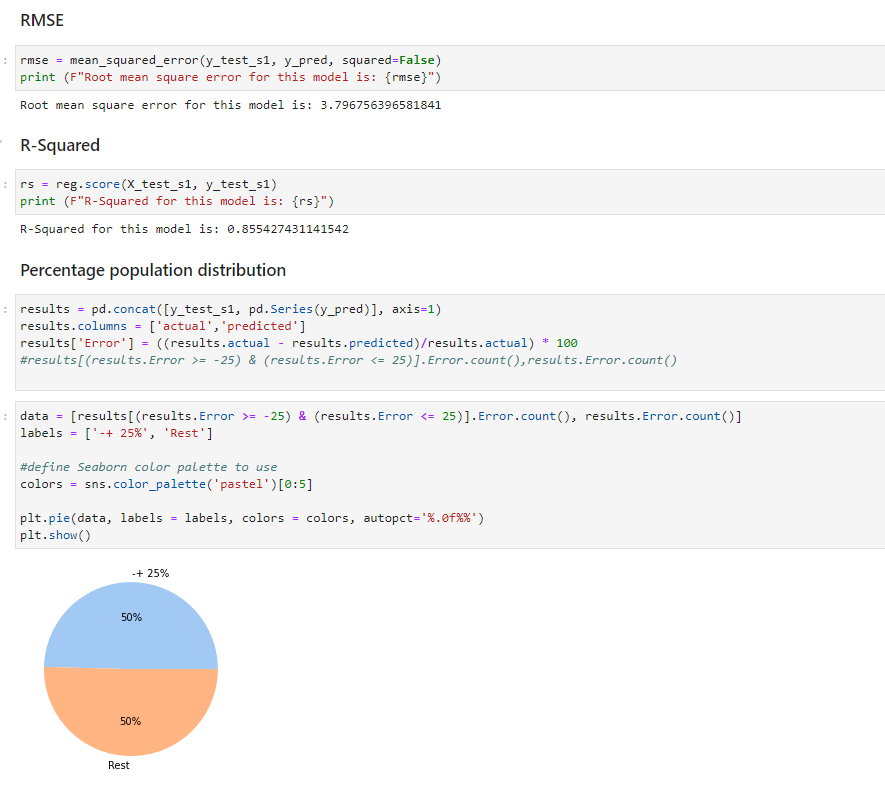 RMSE
rmse = mean_squared_error(y_test_s1, y_pred, squared=False)
print (F"Root mean square error for this model is: {rmse}")
Root mean square error for this model is: 3.796756396581841
R-Squared
rs = reg.score(X_test_s1, y_test_s1)
print (F"R-Squared for this model is: {rs}")
R-Squared for this model is: 0.855427431141542
Percentage population distribution
results = pd.concat([y_test_s1, pd.Series(y_pred)], axis=1)
results.columns = ['actual','predicted']
results['Error'] = ((results.actual - results.predicted)/results.actual) * 100
#results[(results.Error >= -25) & (results.Error <= 25)].Error.count(),results.Error.count()
data = [results[(results.Error >= -25) & (results.Error <= 25)].Error.count(), results.Error.count()]
labels = ['-+ 25%', 'Rest']
#define Seaborn color palette to use
colors = sns.color_palette('pastel')[0:5]
plt.pie(data, labels = labels, colors = colors, autopct='%.0f%%')
plt.show()
-+ 25%
50%
50%
Rest